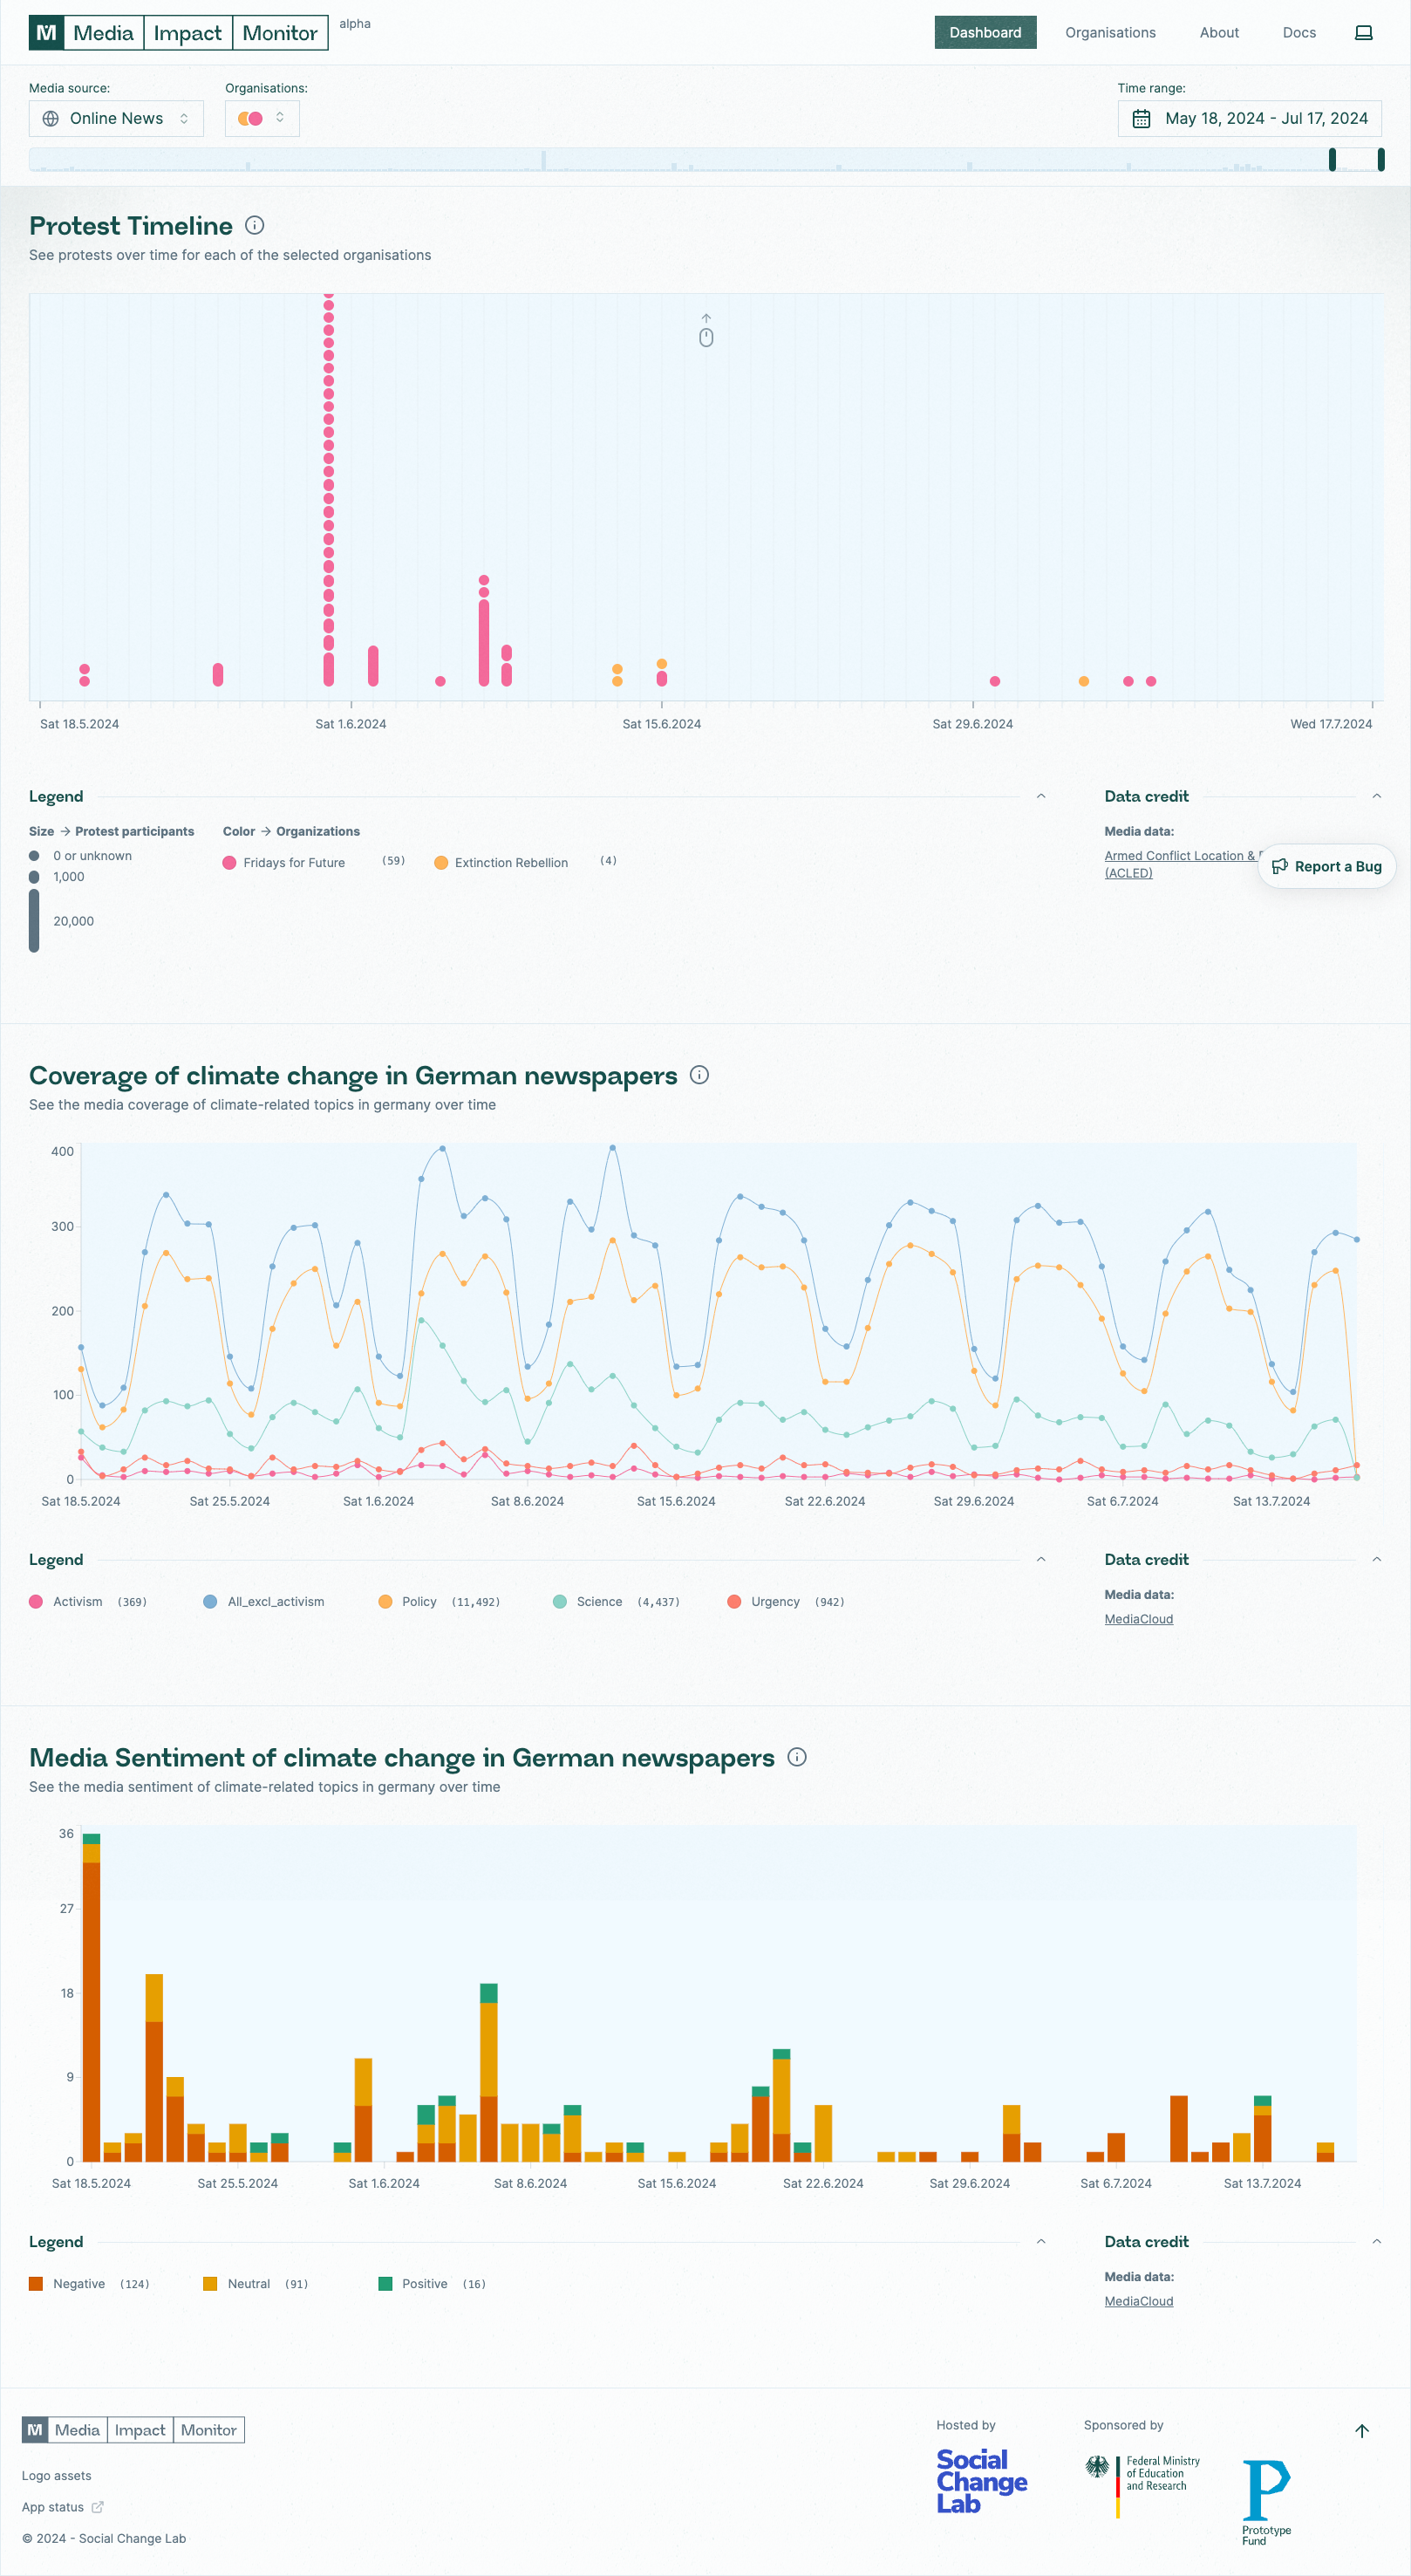 M Media Impact Monitor alpha
Dashboard Organisations About Docs
Media source: Organisations: Time range:
Online News May 18, 2024 - Jul 17, 2024
Protest Timeline
See protests over time for each of the selected organisations
Sat 18.5.2024 Sat 1.6.2024 Sat 15.6.2024 Sat 29.6.2024 Wed 17.7.2024
Legend
Size → Protest participants
0 or unknown
1,000
20,000
Color → Organizations
Fridays for Future (59) Extinction Rebellion (4)
Data credit
Media data:
Armed Conflict Location &
(ACLED)
Report a Bug
Coverage of climate change in German newspapers
See the media coverage of climate-related topics in germany over time
400
300
200
100
0
Sat 18.5.2024 Sat 25.5.2024 Sat 1.6.2024 Sat 8.6.2024 Sat 15.6.2024 Sat 22.6.2024 Sat 29.6.2024 Sat 6.7.2024 Sat 13.7.2024
Legend
Activism (369) All_excl_activism Policy (11,492) Science (4,437) Urgency (942)
Data credit
Media data:
MediaCloud
Media Sentiment of climate change in German newspapers
See the media sentiment of climate-related topics in germany over time
36
27
18
9
0
Sat 18.5.2024 Sat 25.5.2024 Sat 1.6.2024 Sat 8.6.2024 Sat 15.6.2024 Sat 22.6.2024 Sat 29.6.2024 Sat 6.7.2024 Sat 13.7.2024
Legend
Negative (124) Neutral (91) Positive (16)
Data credit
Media data:
MediaCloud
M Media Impact Monitor
Logo assets
App status
© 2024 - Social Change Lab
Hosted by
Social
Change
Lab
Sponsored by
Federal Ministry
of Education
and Research
Prototype
Fund